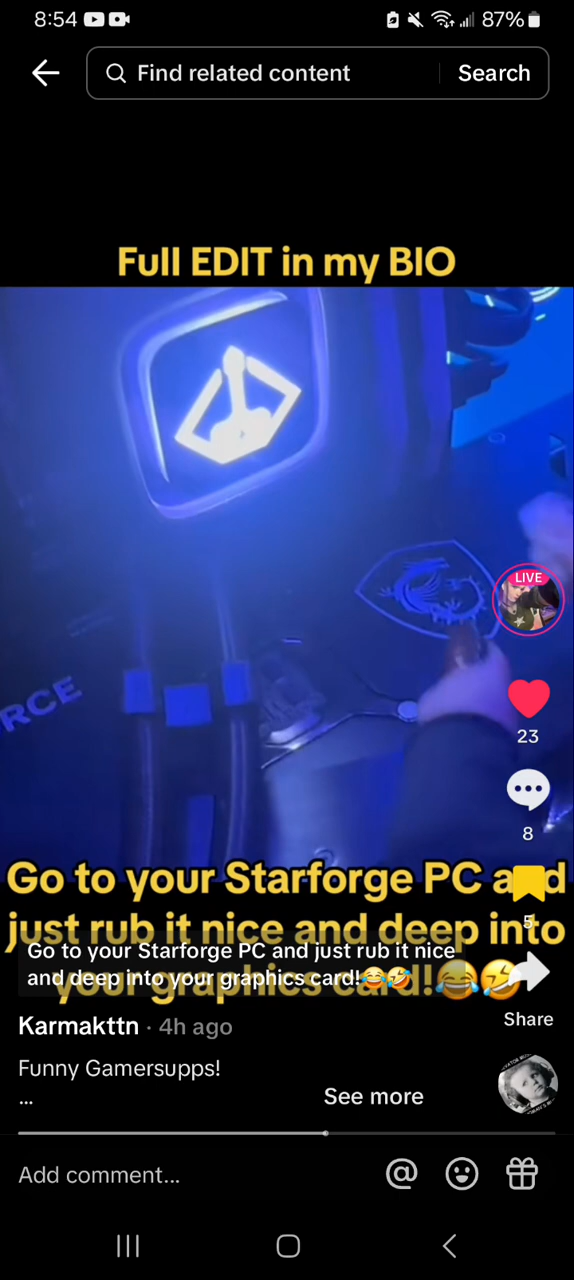 8:54
87%
Find related content
Search
Full EDIT in my BIO
LIVE
RCE
23
8
Go to your Starforge PC and
just rub it nice and deep into
your graphics card!😂🤣
5
Go to your Starforge PC and just rub it nice
and deep into your graphics card!😂🤣
Karmakttn · 4h ago
Share
Funny Gamersupps!
...
See more
Add comment...